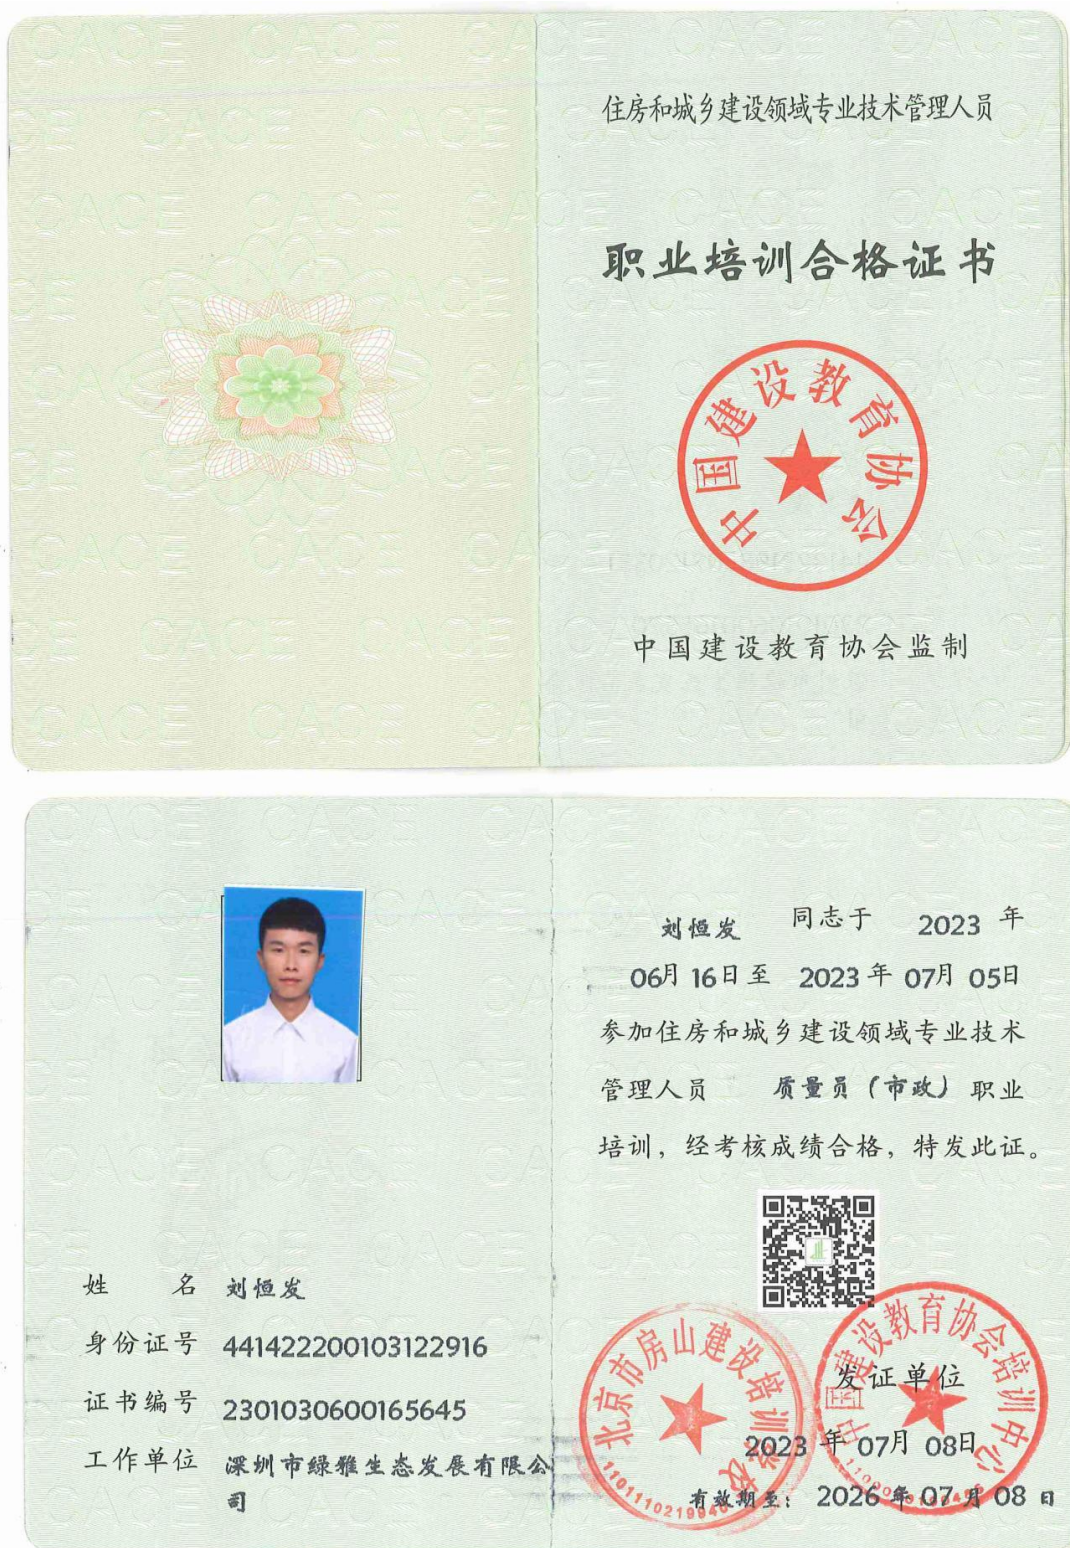 住房和城乡建设领域专业技术管理人员
职业培训合格证书
中国建设教育协会
中国建设教育协会监制
刘恒发 同志于 2023 年
06月 16日至 2023 年 07月 05日
参加住房和城乡建设领域专业技术
管理人员 质量员（市政）职业
培训，经考核成绩合格，特发此证。
姓 名 刘恒发
身份证号 441422200103122916
证书编号 2301030600165645
工作单位 深圳市绿雅生态发展有限公
司
北京市房山建设培训学校
中国建设教育协会培训中心
发证单位
2023 年 07月 08日
有效期至： 2026 年 07 月 08 日